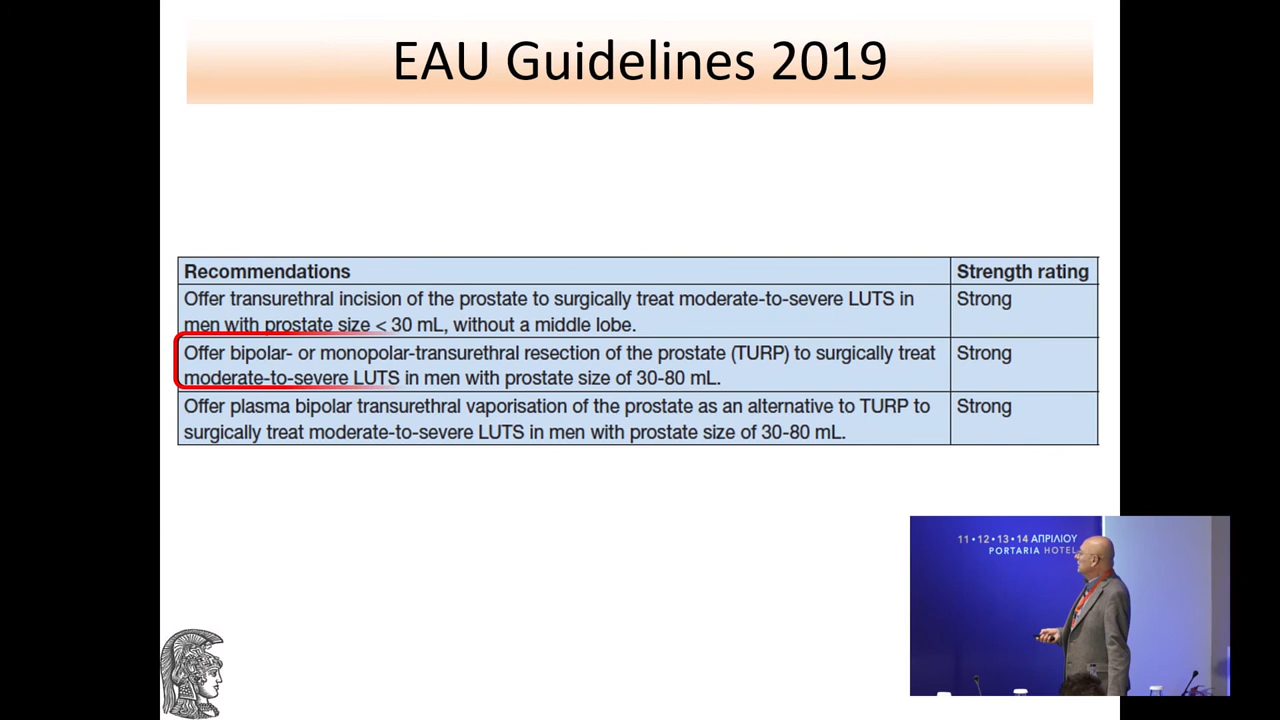 EAU Guidelines 2019
Recommendations
Strength rating
Offer transurethral incision of the prostate to surgically treat moderate-to-severe LUTS in
men with prostate size < 30 mL, without a middle lobe.
Strong
Offer bipolar- or monopolar-transurethral resection of the prostate (TURP) to surgically treat
moderate-to-severe LUTS in men with prostate size of 30-80 mL.
Strong
Offer plasma bipolar transurethral vaporisation of the prostate as an alternative to TURP to
surgically treat moderate-to-severe LUTS in men with prostate size of 30-80 mL.
Strong
11•12•13•14 ΑΠΡΙΛΙΟΥ
PORTARIA HOTEL